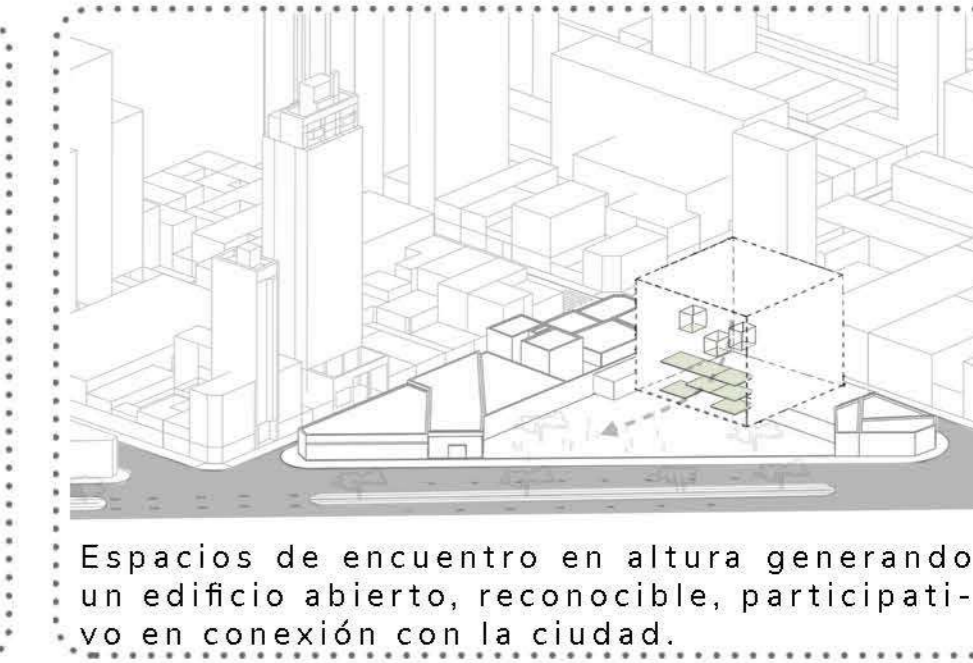 Espacios de encuentro en altura generando
un edificio abierto, reconocible, participati-
vo en conexión con la ciudad.